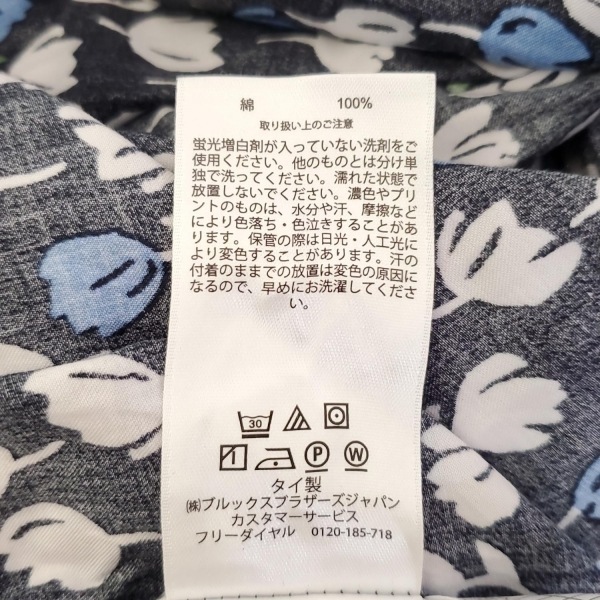 綿 100%
取り扱い上のご注意
蛍光増白剤が入っていない洗剤をご
使用ください。他のものとは分け単
独で洗ってください。濡れた状態で
放置しないでください。濃色やプリ
ントのものは、水分や汗、摩擦など
により色落ち・色泣きすることがあ
ります。保管の際は日光・人工光に
より変色することがあります。汗の
付着のままでの放置は変色の原因に
なるので、早めにお洗濯してくださ
い。
30
P W
タイ製
㈱ブルックスブラザーズジャパン
カスタマーサービス
フリーダイヤル 0120-185-718